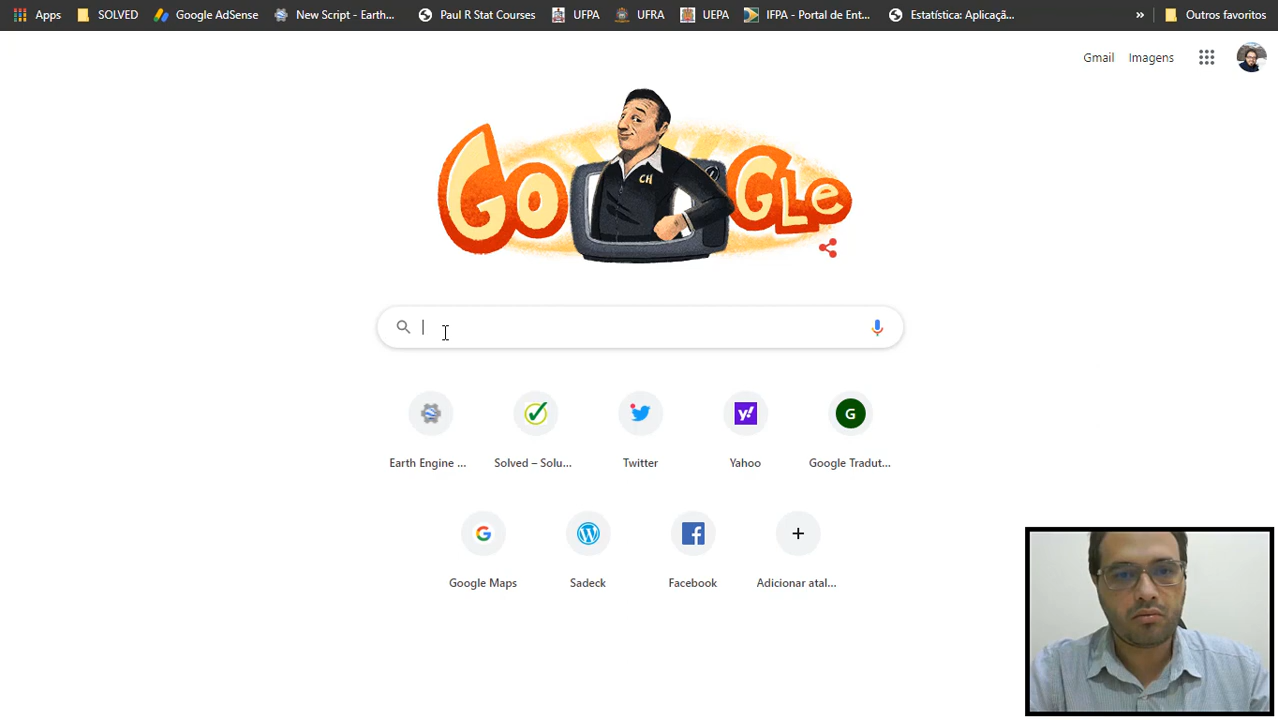 Apps SOLVED Google AdSense New Script - Earth... Paul R Stat Courses UFPA UFRA UEPA IFPA - Portal de Ent... Estatística: Aplicaçã... » Outros favoritos
Gmail Imagens
GOOGLe
CH
Earth Engine ... Solved – Solu... Twitter Yahoo Google Tradut...
G
Google Maps Sadeck Facebook Adicionar atal...